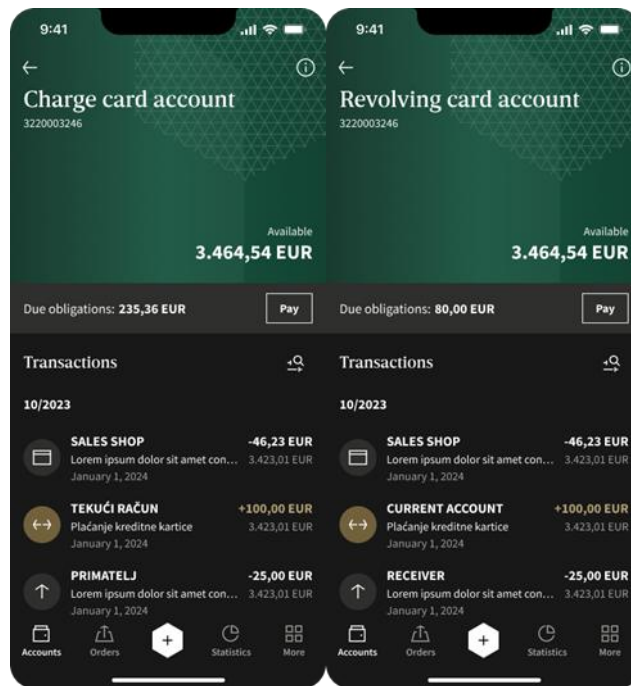 9:41
Charge card account
3220003246
Available
3.464,54 EUR
Due obligations: 235,36 EUR
Pay
Transactions
10/2023
SALES SHOP -46,23 EUR
Lorem ipsum dolor sit amet con... 3.423,01 EUR
January 1, 2024
TEKUĆI RAČUN +100,00 EUR
Plaćanje kreditne kartice 3.423,01 EUR
January 1, 2024
PRIMATELJ -25,00 EUR
Lorem ipsum dolor sit amet con... 3.423,01 EUR
January 1, 2024
Accounts Orders Statistics More
9:41
Revolving card account
3220003246
Available
3.464,54 EUR
Due obligations: 80,00 EUR
Pay
Transactions
10/2023
SALES SHOP -46,23 EUR
Lorem ipsum dolor sit amet con... 3.423,01 EUR
January 1, 2024
CURRENT ACCOUNT +100,00 EUR
Plaćanje kreditne kartice 3.423,01 EUR
January 1, 2024
RECEIVER -25,00 EUR
Lorem ipsum dolor sit amet con... 3.423,01 EUR
January 1, 2024
Accounts Orders Statistics More